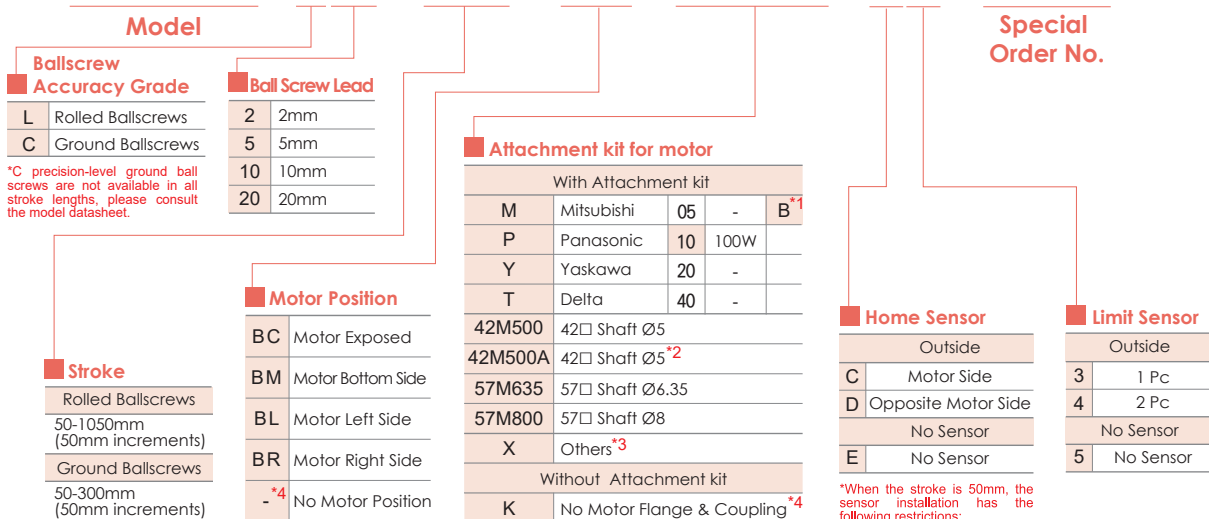 Model
Special
Order No.
Ballscrew
Accuracy Grade
L Rolled Ballscrews
C Ground Ballscrews
*C precision-level ground ball
screws are not available in all
stroke lengths, please consult
the model datasheet.
Ball Screw Lead
2 2mm
5 5mm
10 10mm
20 20mm
Stroke
Rolled Ballscrews
50-1050mm
(50mm increments)
Ground Ballscrews
50-300mm
(50mm increments)
Motor Position
BC Motor Exposed
BM Motor Bottom Side
BL Motor Left Side
BR Motor Right Side
-*4 No Motor Position
Attachment kit for motor
With Attachment kit
M Mitsubishi 05 - B*1
P Panasonic 10 100W
Y Yaskawa 20 -
T Delta 40 -
42M500 42□ Shaft Ø5
42M500A 42□ Shaft Ø5*2
57M635 57□ Shaft Ø6.35
57M800 57□ Shaft Ø8
X Others*3
Without Attachment kit
K No Motor Flange & Coupling*4
Home Sensor
Outside
C Motor Side
D Opposite Motor Side
No Sensor
E No Sensor
*When the stroke is 50mm, the
sensor installation has the
following restrictions:
Limit Sensor
Outside
3 1 Pc
4 2 Pc
No Sensor
5 No Sensor